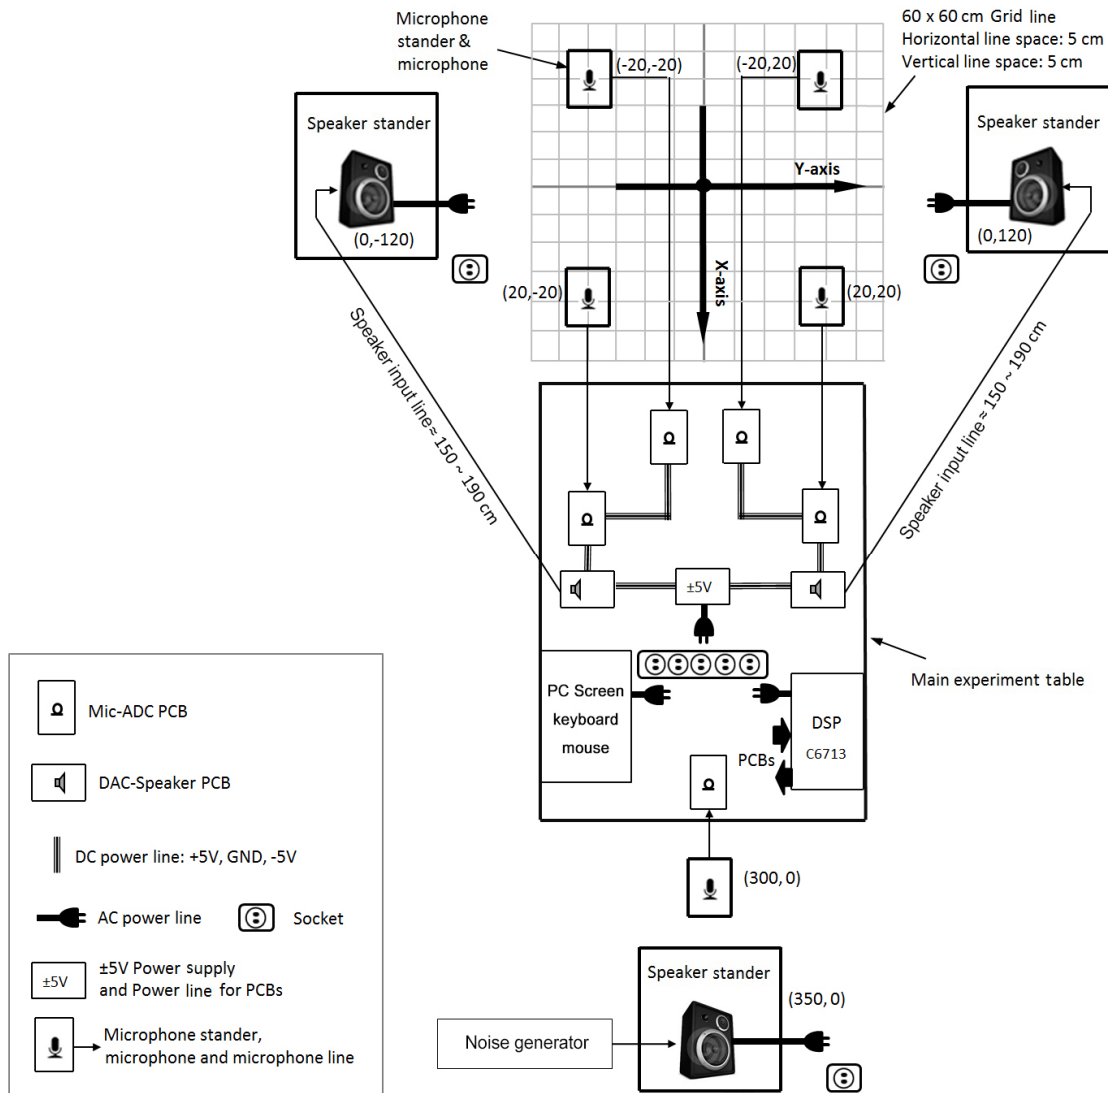 Microphone
stander &
microphone
60 x 60 cm Grid line
Horizontal line space: 5 cm
Vertical line space: 5 cm
(-20,-20)
(-20,20)
Speaker stander
(0,-120)
Y-axis
X-axis
Speaker stander
(0,120)
(20,-20)
(20,20)
Speaker input line ≈ 150 ~ 190 cm
Speaker input line ≈ 150 ~ 190 cm
Ω
Ω
Ω
Ω
±5V
Main experiment table
PC Screen
keyboard
mouse
DSP
C6713
PCBs
Ω
(300, 0)
Speaker stander
(350, 0)
Noise generator
Ω
Mic-ADC PCB
DAC-Speaker PCB
DC power line: +5V, GND, -5V
AC power line
Socket
±5V
±5V Power supply
and Power line for PCBs
Microphone stander,
microphone and microphone line